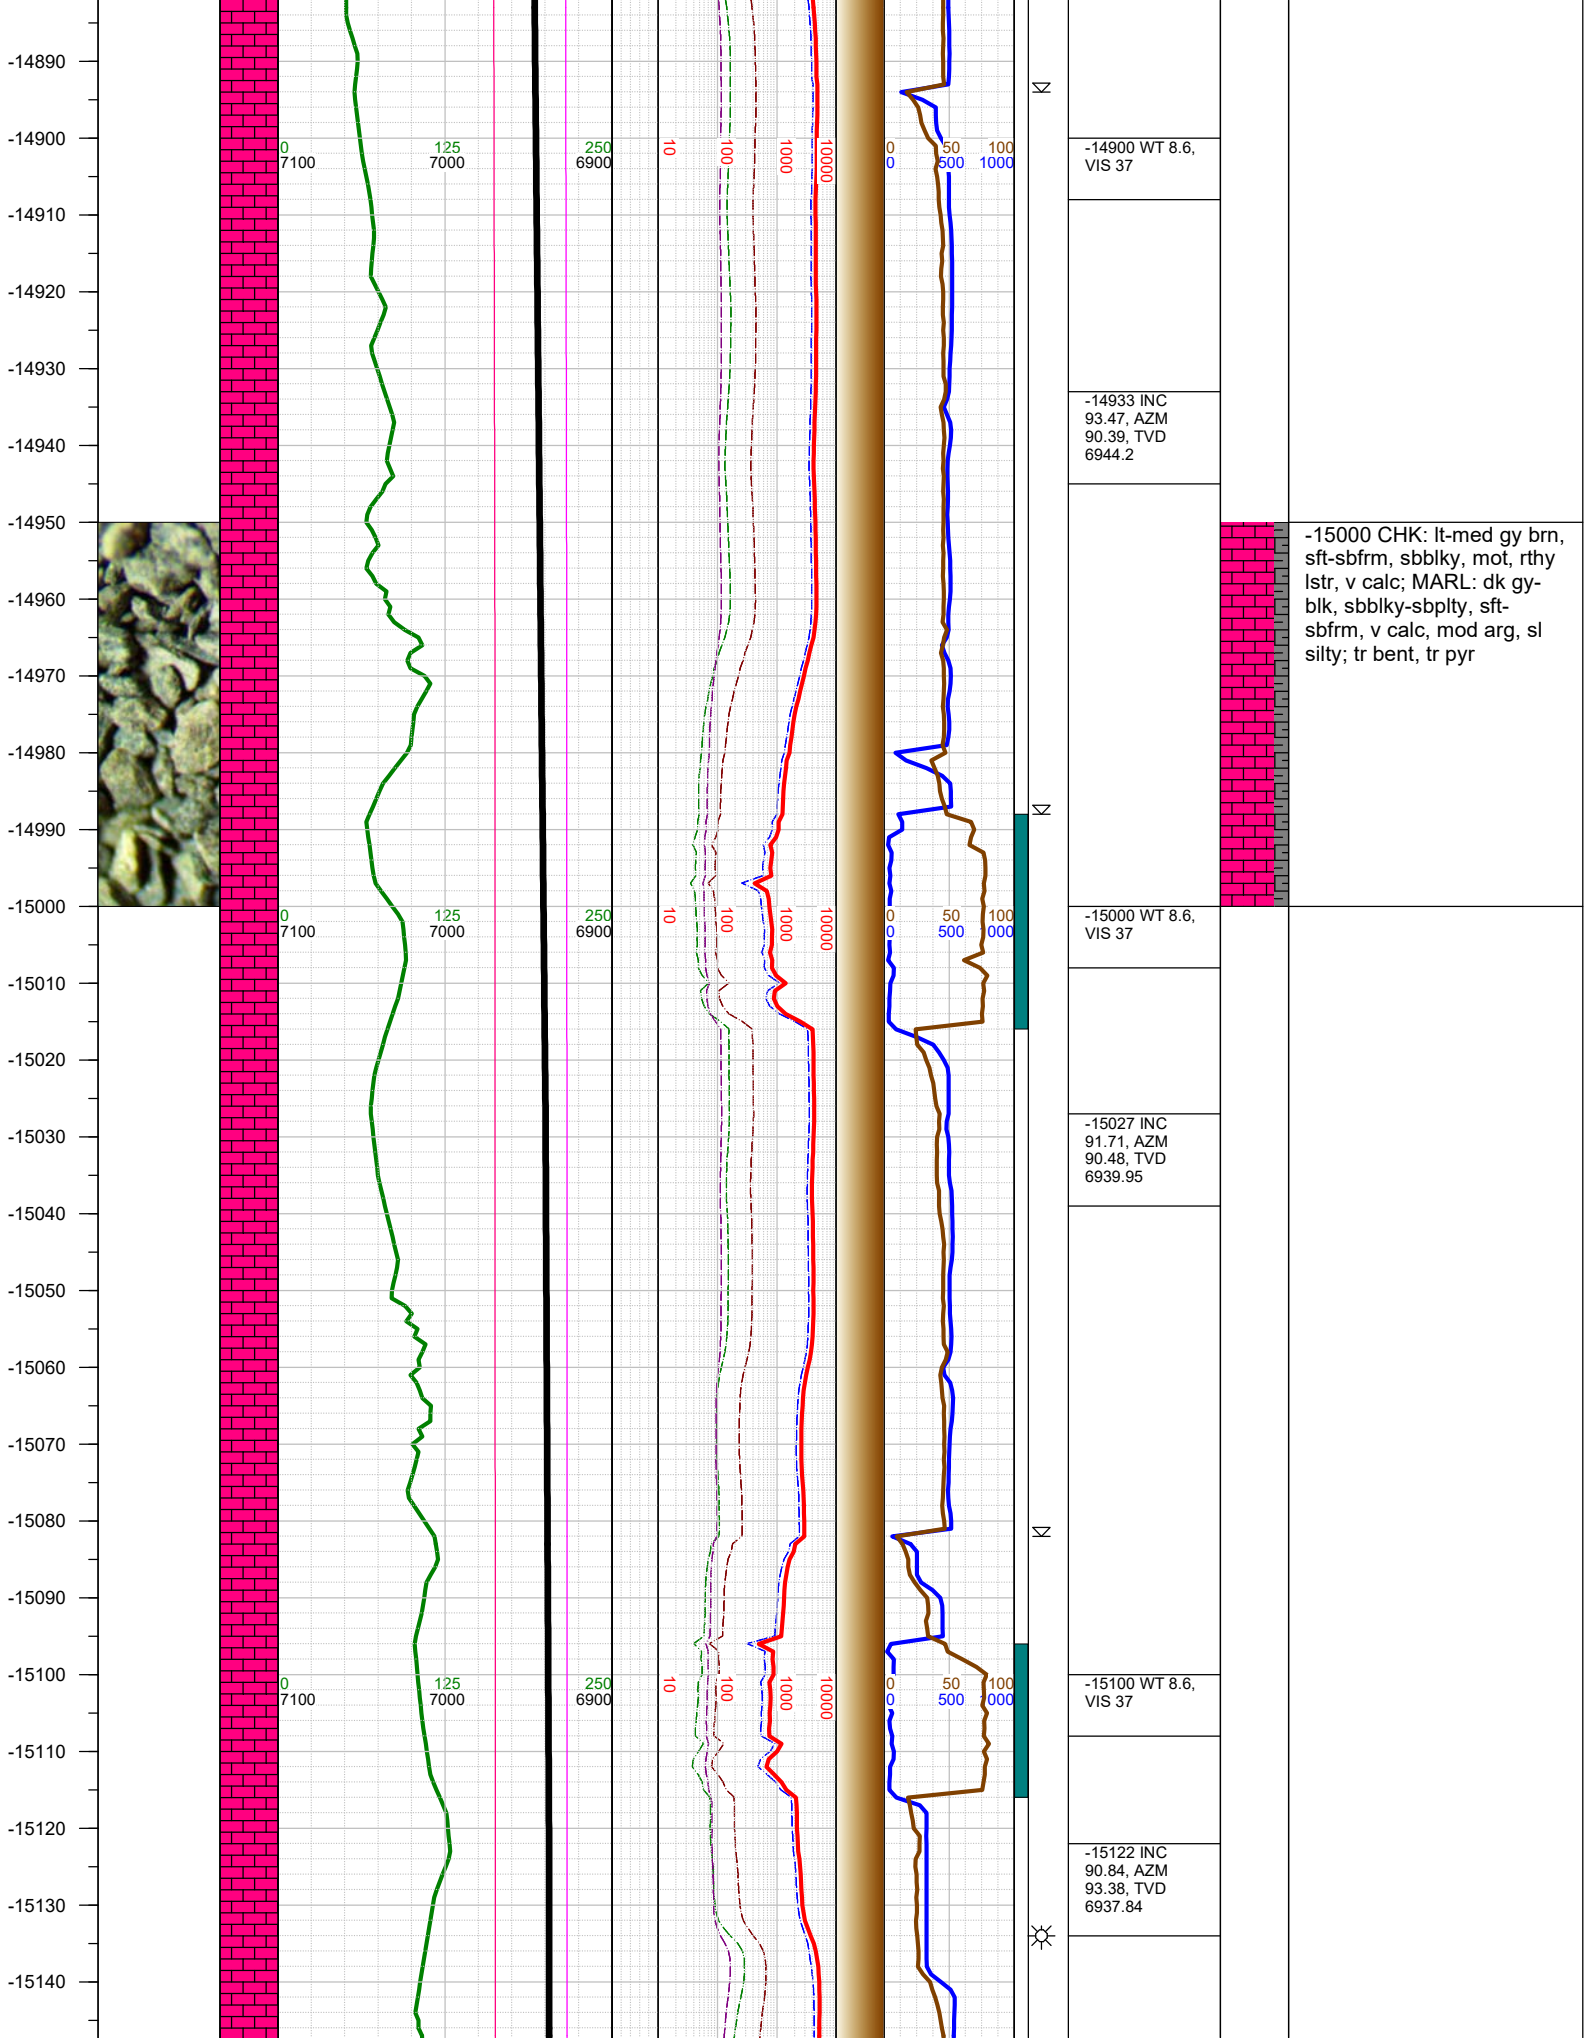 -14890
-14900
0 125 250
7100 7000 6900
10 100 1000 10000
0 50 100
0 500 1000
-14900 WT 8.6,
VIS 37
-14910
-14920
-14930
-14933 INC
93.47, AZM
90.39, TVD
6944.2
-14940
-14950
-15000 CHK: lt-med gy brn,
sft-sbfrm, sbblky, mot, rthy
lstr, v calc; MARL: dk gy-
blk, sbblky-sbplty, sft-
sbfrm, v calc, mod arg, sl
silty; tr bent, tr pyr
-14960
-14970
-14980
-14990
-15000
0 125 250
7100 7000 6900
10 100 1000 10000
0 50 100
0 500 1000
-15000 WT 8.6,
VIS 37
-15010
-15020
-15030
-15027 INC
91.71, AZM
90.48, TVD
6939.95
-15040
-15050
-15060
-15070
-15080
-15090
-15100
0 125 250
7100 7000 6900
10 100 1000 10000
0 50 100
0 500 1000
-15100 WT 8.6,
VIS 37
-15110
-15120
-15122 INC
90.84, AZM
93.38, TVD
6937.84
-15130
-15140